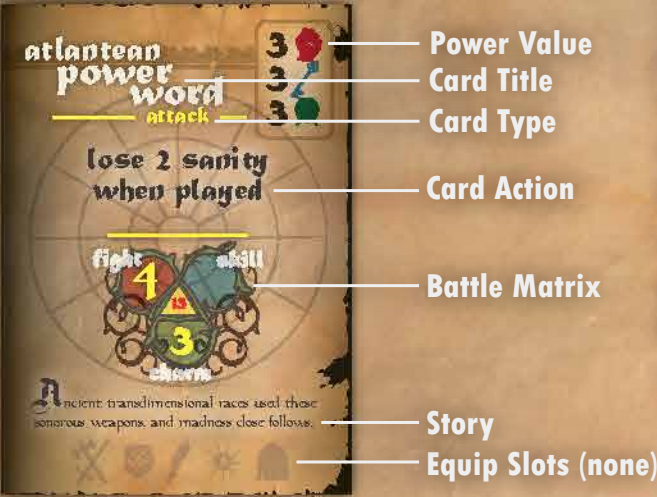 atlantean
power
word
attack
3
3
3
lose 2 sanity
when played
fight
skill
4
13
3
charm
Ancient transdimensional races used these
sonorous weapons, and madness close follows.
Power Value
Card Title
Card Type
Card Action
Battle Matrix
Story
Equip Slots (none)